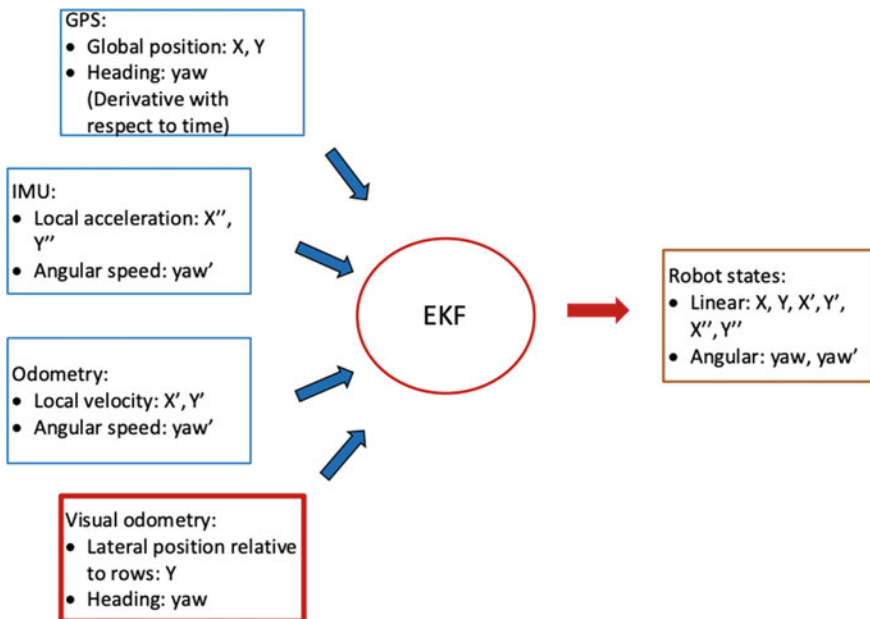 GPS:
• Global position: X, Y
• Heading: yaw
(Derivative with
respect to time)
IMU:
• Local acceleration: X’’,
Y’’
• Angular speed: yaw’
Odometry:
• Local velocity: X’, Y’
• Angular speed: yaw’
Visual odometry:
• Lateral position relative
to rows: Y
• Heading: yaw
EKF
Robot states:
• Linear: X, Y, X’, Y’,
X’’, Y’’
• Angular: yaw, yaw’